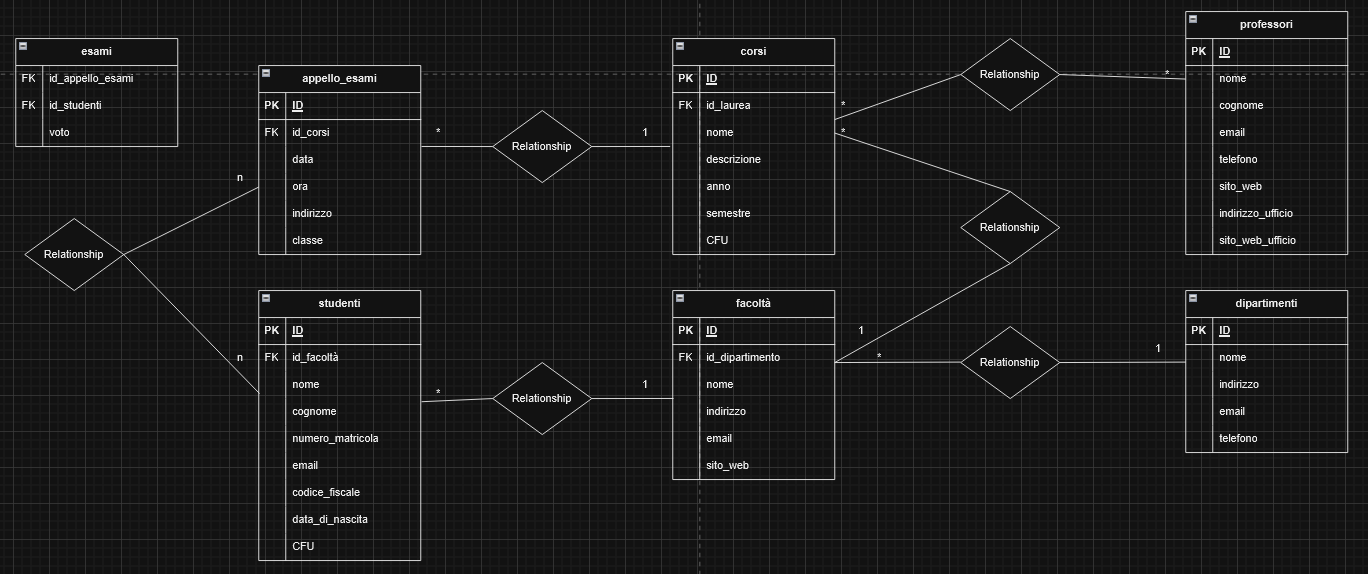 esami
FK id_appello_esami
FK id_studenti
voto
appello_esami
PK ID
FK id_corsi
data
ora
indirizzo
classe
corsi
PK ID
FK id_laurea
nome
descrizione
anno
semestre
CFU
professori
PK ID
nome
cognome
email
telefono
sito_web
indirizzo_ufficio
sito_web_ufficio
* Relationship 1
* Relationship *
n
Relationship
n
*
Relationship
1
studenti
PK ID
FK id_facoltà
nome
cognome
numero_matricola
email
codice_fiscale
data_di_nascita
CFU
* Relationship 1
facoltà
PK ID
FK id_dipartimento
nome
indirizzo
email
sito_web
* Relationship 1
dipartimenti
PK ID
nome
indirizzo
email
telefono